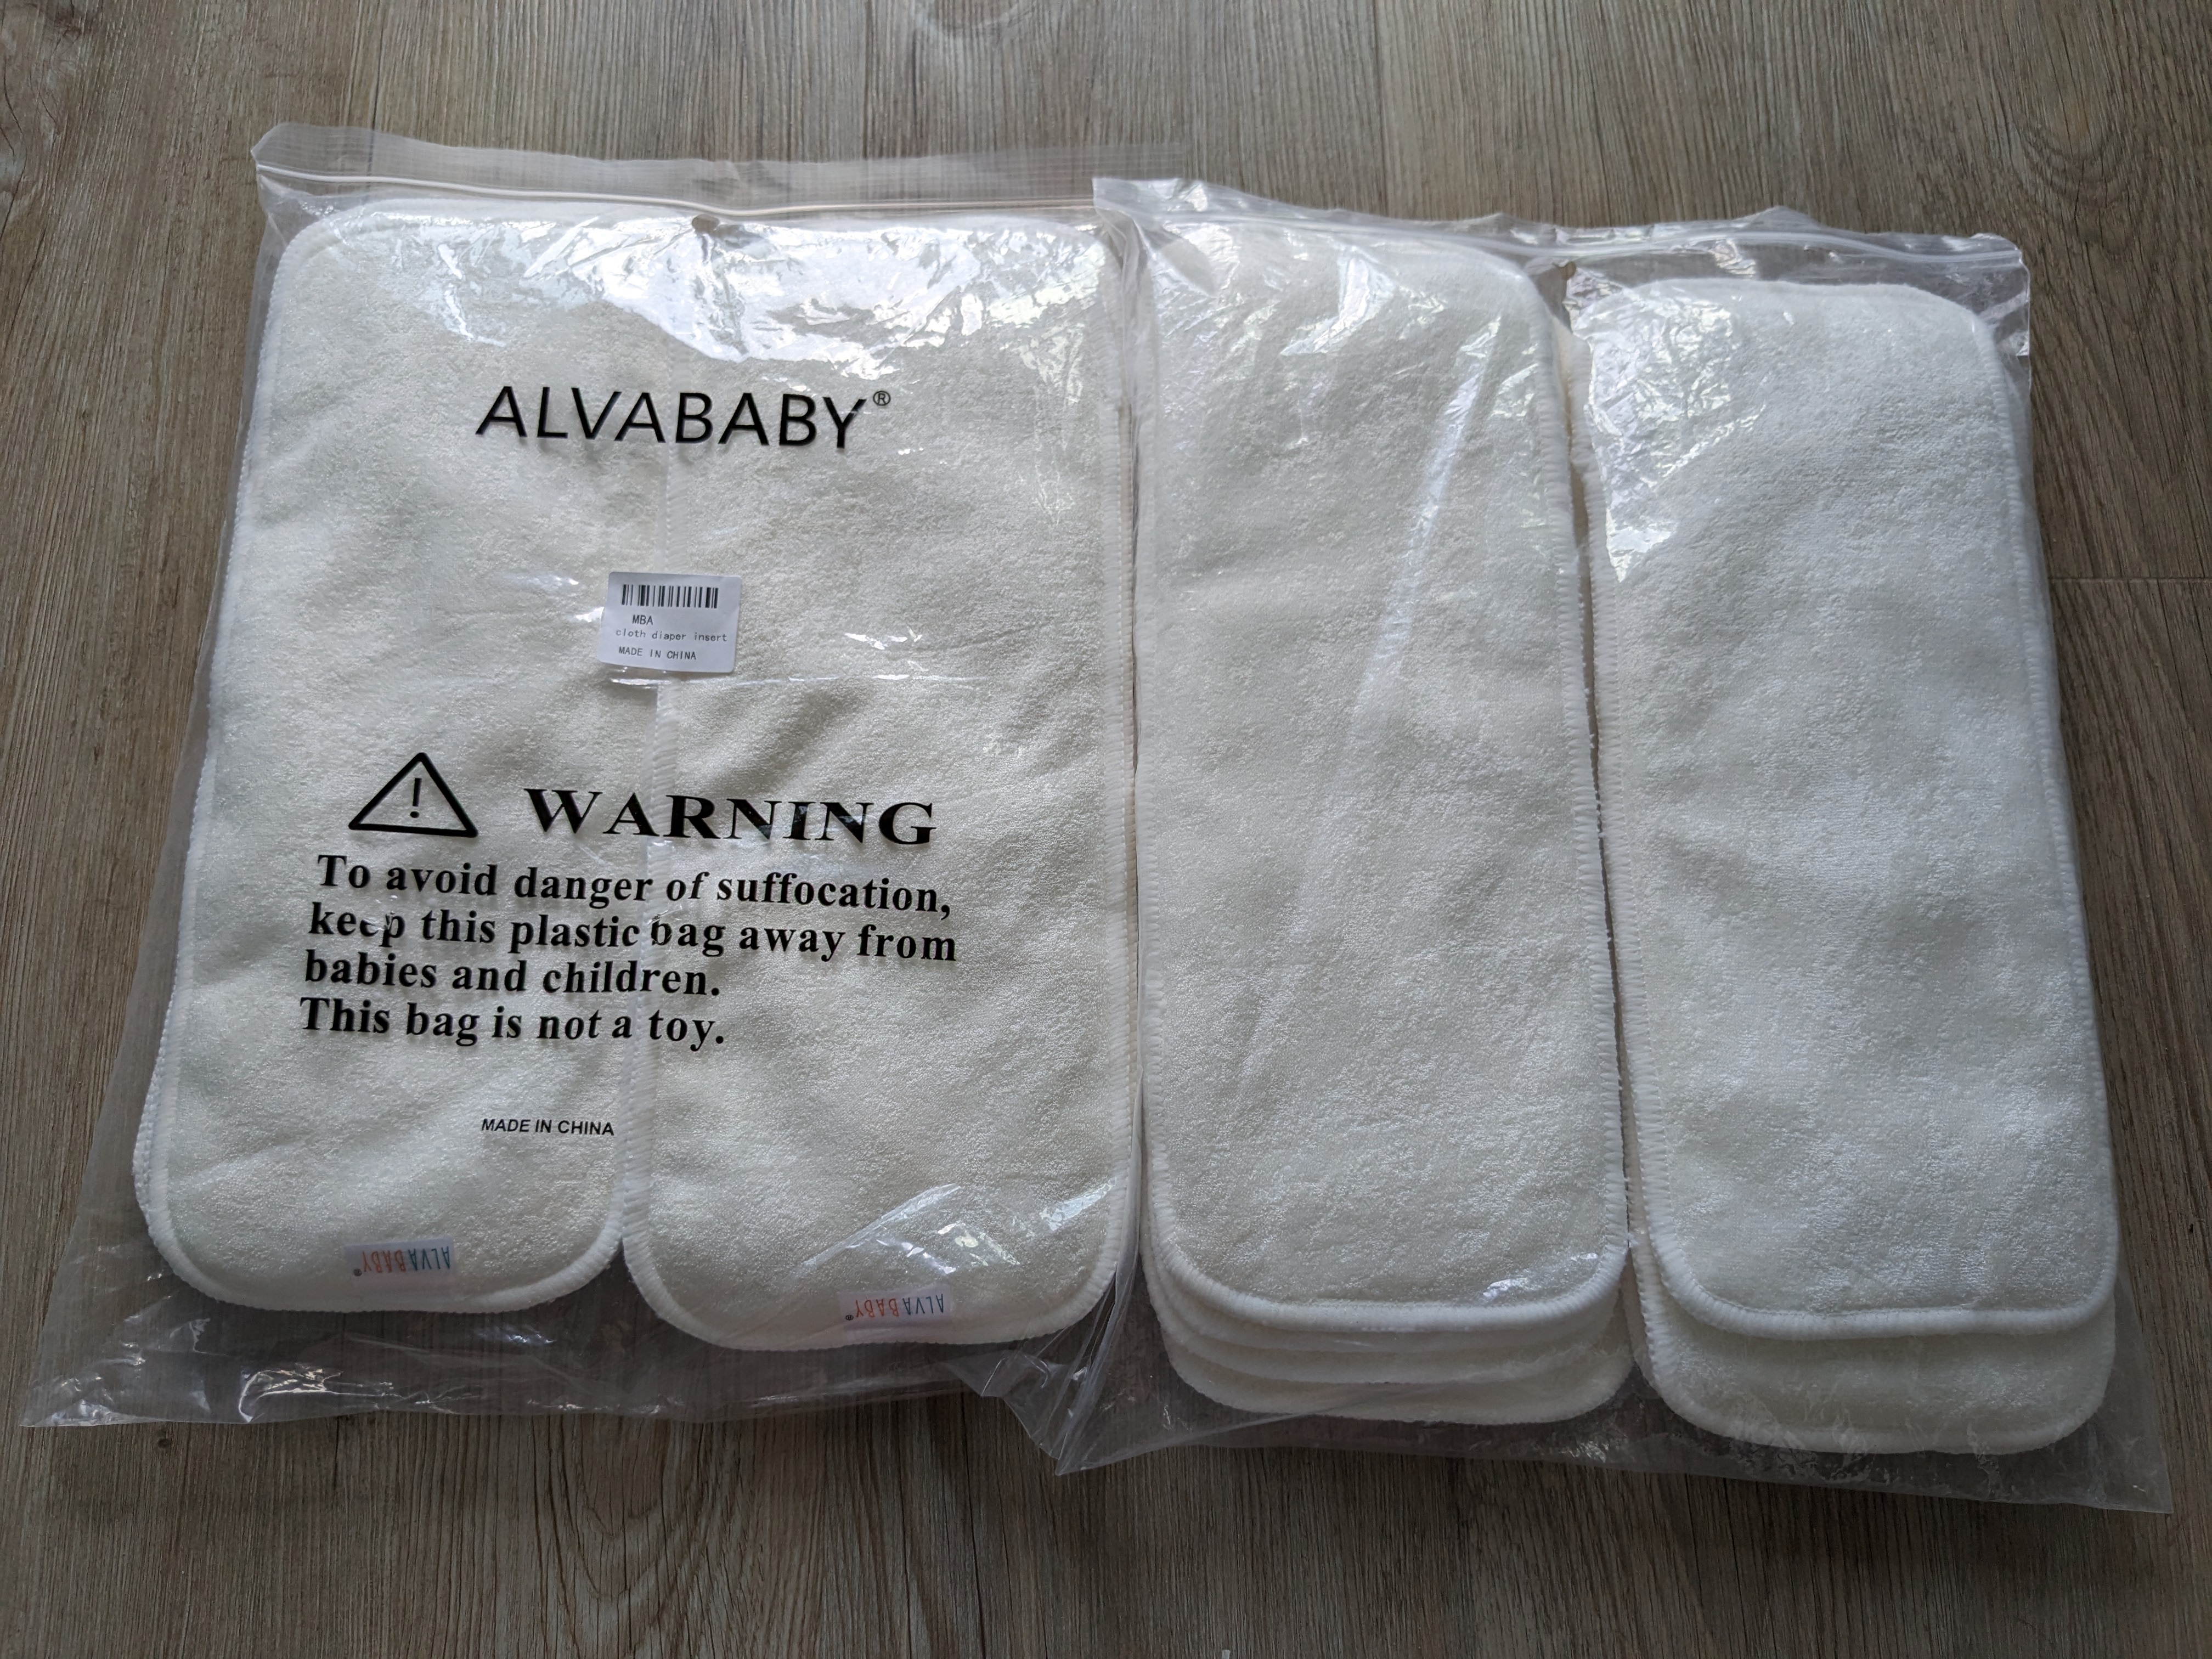 ALVABABY®
MBA
cloth diaper insert
MADE IN CHINA
WARNING
To avoid danger of suffocation,
keep this plastic bag away from
babies and children.
This bag is not a toy.
MADE IN CHINA
ALVABABY®
ALVABABY®